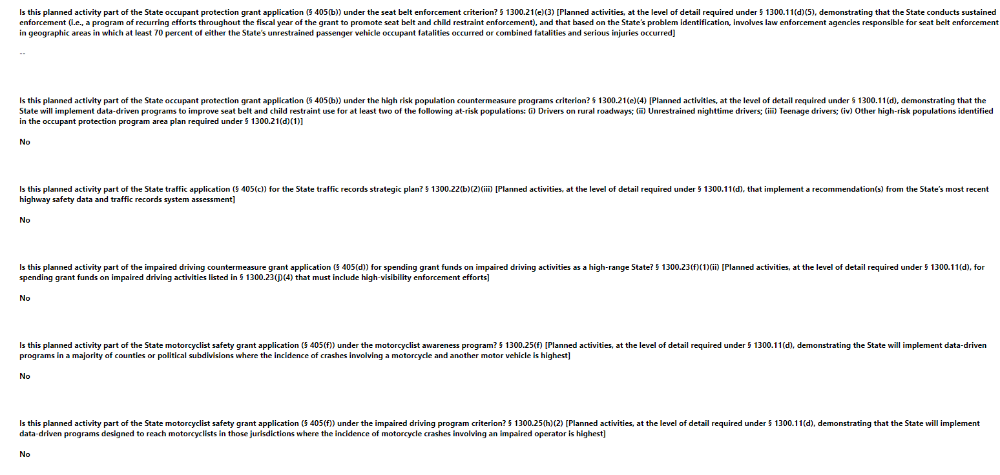 Is this planned activity part of the State occupant protection grant application (§ 405(b)) under the seat belt enforcement criterion? § 1300.21(e)(3) [Planned activities, at the level of detail required under § 1300.11(d)(5), demonstrating that the State conducts sustained
enforcement (i.e., a program of recurring efforts throughout the fiscal year of the grant to promote seat belt and child restraint enforcement), and that based on the State's problem identification, involves law enforcement agencies responsible for seat belt enforcement
in geographic areas in which at least 70 percent of either the State's unrestrained passenger vehicle occupant fatalities occurred or combined fatalities and serious injuries occurred]
--
Is this planned activity part of the State occupant protection grant application (§ 405(b)) under the high risk population countermeasure programs criterion? § 1300.21(e)(4) [Planned activities, at the level of detail required under § 1300.11(d), demonstrating that the
State will implement data-driven programs to improve seat belt and child restraint use for at least two of the following at-risk populations: (i) Drivers on rural roadways; (ii) Unrestrained nighttime drivers; (iii) Teenage drivers; (iv) Other high-risk populations identified
in the occupant protection program area plan required under § 1300.21(d)(1)]
No
Is this planned activity part of the State traffic application (§ 405(c)) for the State traffic records strategic plan? § 1300.22(b)(2)(iii) [Planned activities, at the level of detail required under § 1300.11(d), that implement a recommendation(s) from the State's most recent
highway safety data and traffic records system assessment]
No
Is this planned activity part of the impaired driving countermeasure grant application (§ 405(d)) for spending grant funds on impaired driving activities as a high-range State? § 1300.23(f)(1)(ii) [Planned activities, at the level of detail required under § 1300.11(d), for
spending grant funds on impaired driving activities listed in § 1300.23(j)(4) that must include high-visibility enforcement efforts]
No
Is this planned activity part of the State motorcyclist safety grant application (§ 405(f)) under the motorcyclist awareness program? § 1300.25(f) [Planned activities, at the level of detail required under § 1300.11(d), demonstrating the State will implement data-driven
programs in a majority of counties or political subdivisions where the incidence of crashes involving a motorcycle and another motor vehicle is highest]
No
Is this planned activity part of the State motorcyclist safety grant application (§ 405(f)) under the impaired driving program criterion? § 1300.25(h)(2) [Planned activities, at the level of detail required under § 1300.11(d), demonstrating that the State will implement
data-driven programs designed to reach motorcyclists in those jurisdictions where the incidence of motorcycle crashes involving an impaired operator is highest]
No